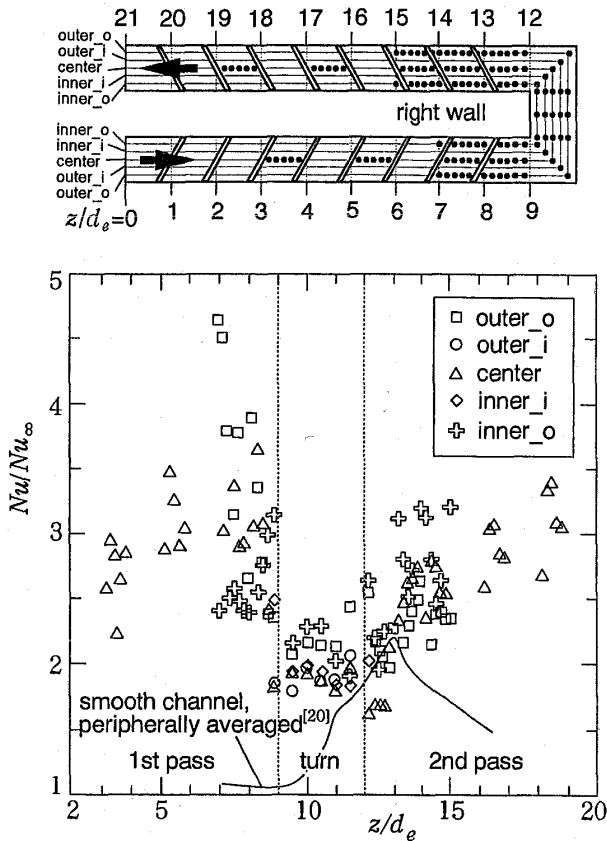 21 20 19 18 17 16 15 14 13 12
outer_o
outer_i
center
inner_i
inner_o
right wall
inner_o
inner_i
center
outer_i
outer_o
z/d_e=0 1 2 3 4 5 6 7 8 9
5
4
3
2
1
Nu/Nu∞
outer_o
outer_i
center
inner_i
inner_o
smooth channel,
peripherally averaged[20]
1st pass turn 2nd pass
2 5 10 15 20
z/d_e